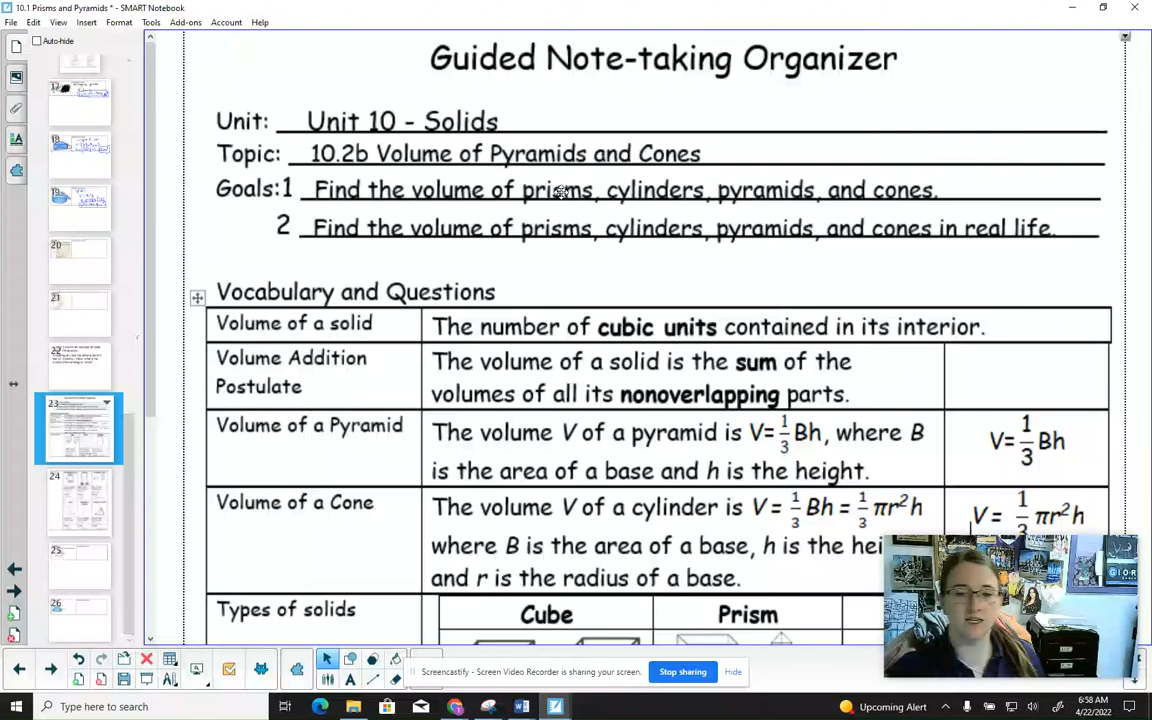 10.1 Prisms and Pyramids * - SMART Notebook
File Edit View Insert Format Tools Add-ons Account Help
Auto-hide
Guided Note-taking Organizer
Unit: Unit 10 - Solids
Topic: 10.2b Volume of Pyramids and Cones
Goals:1 Find the volume of prisms, cylinders, pyramids, and cones.
2 Find the volume of prisms, cylinders, pyramids, and cones in real life.
Vocabulary and Questions
Volume of a solid The number of cubic units contained in its interior.
Volume Addition Postulate The volume of a solid is the sum of the
volumes of all its nonoverlapping parts.
Volume of a Pyramid The volume V of a pyramid is V= 1/3 Bh, where B V= 1/3 Bh
is the area of a base and h is the height.
Volume of a Cone The volume V of a cylinder is V = 1/3 Bh = 1/3 πr²h V = 1/3 πr²h
where B is the area of a base, h is the hei
and r is the radius of a base.
Types of solids Cube Prism
17
18
19
20
21
22
23
24
25
26
Screencastify - Screen Video Recorder is sharing your screen. Stop sharing Hide
Type here to search
Upcoming Alert
6:58 AM
4/22/2022